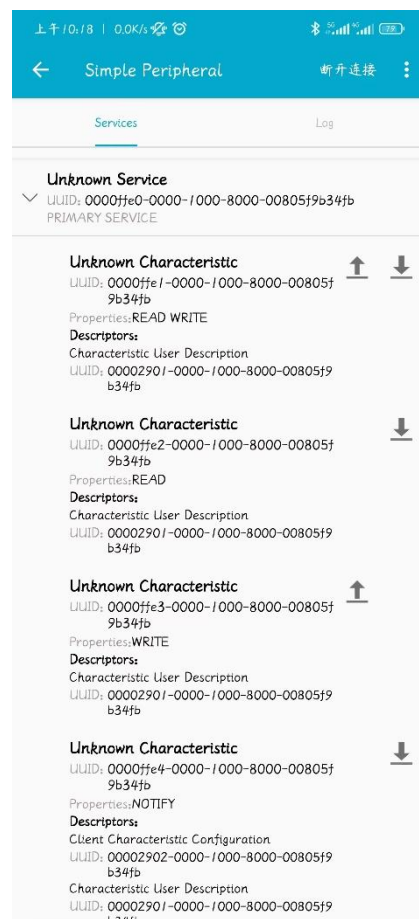 上午10:18 | 0.0K/s
5G 4G 79
Simple Peripheral 断开连接
Services Log
Unknown Service
UUID: 0000ffe0-0000-1000-8000-00805f9b34fb
PRIMARY SERVICE
Unknown Characteristic
UUID: 0000ffe1-0000-1000-8000-00805f
9b34fb
Properties:READ WRITE
Descriptors:
Characteristic User Description
UUID: 00002901-0000-1000-8000-00805f9
b34fb
Unknown Characteristic
UUID: 0000ffe2-0000-1000-8000-00805f
9b34fb
Properties:READ
Descriptors:
Characteristic User Description
UUID: 00002901-0000-1000-8000-00805f9
b34fb
Unknown Characteristic
UUID: 0000ffe3-0000-1000-8000-00805f
9b34fb
Properties:WRITE
Descriptors:
Characteristic User Description
UUID: 00002901-0000-1000-8000-00805f9
b34fb
Unknown Characteristic
UUID: 0000ffe4-0000-1000-8000-00805f
9b34fb
Properties:NOTIFY
Descriptors:
Client Characteristic Configuration
UUID: 00002902-0000-1000-8000-00805f9
b34fb
Characteristic User Description
UUID: 00002901-0000-1000-8000-00805f9